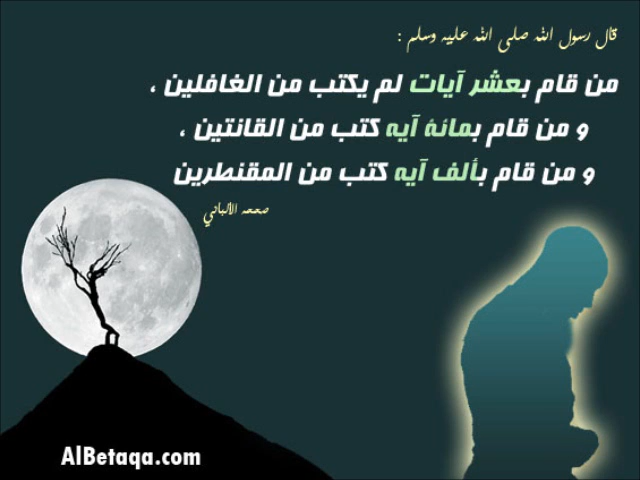 قال رسول الله صلى الله عليه وسلم :
من قام بعشر آيات لم يكتب من الغافلين ،
و من قام بمائة آيه كتب من القانتين ،
و من قام بألف آيه كتب من المقنطرين
صححه الألباني
AlBetaqa.com